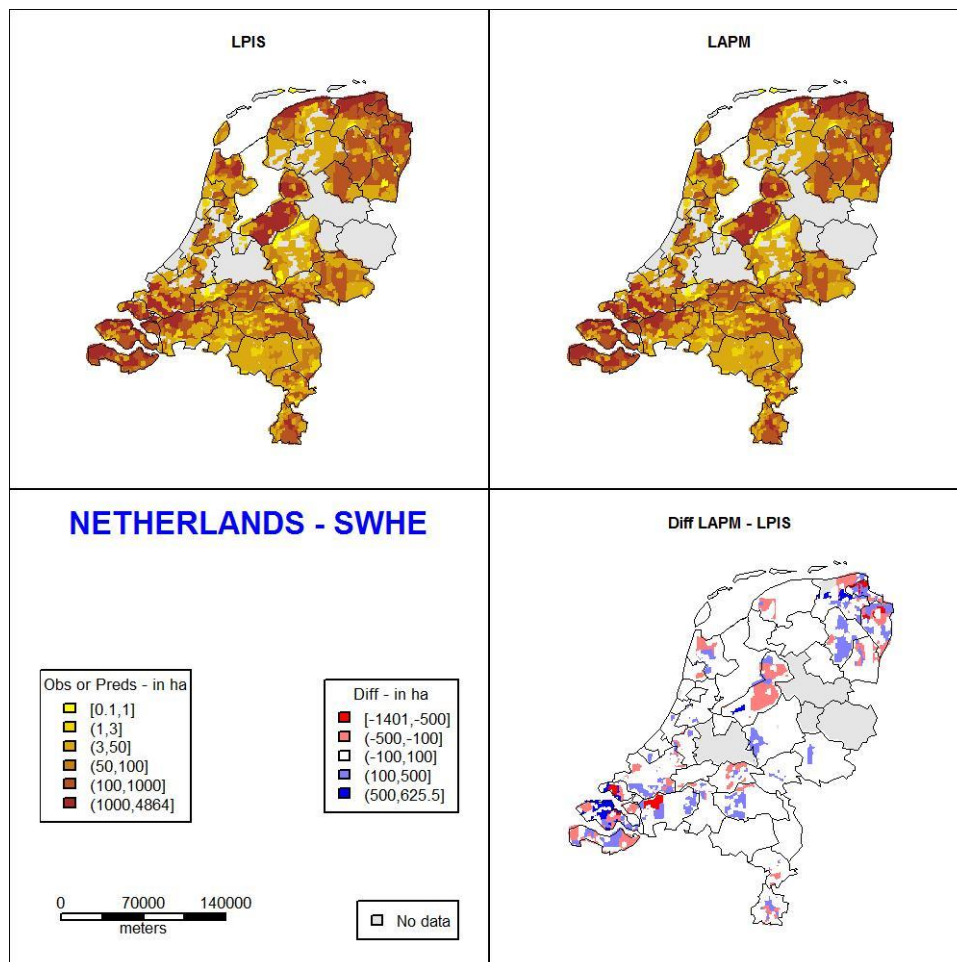 LPIS
LAPM
NETHERLANDS - SWHE
Obs or Preds - in ha
[0.1,1]
(1,3]
(3,50]
(50,100]
(100,1000]
(1000,4864]
Diff - in ha
[-1401,-500]
(-500,-100]
(-100,100]
(100,500]
(500,625.5]
0 70000 140000
meters
No data
Diff LAPM - LPIS